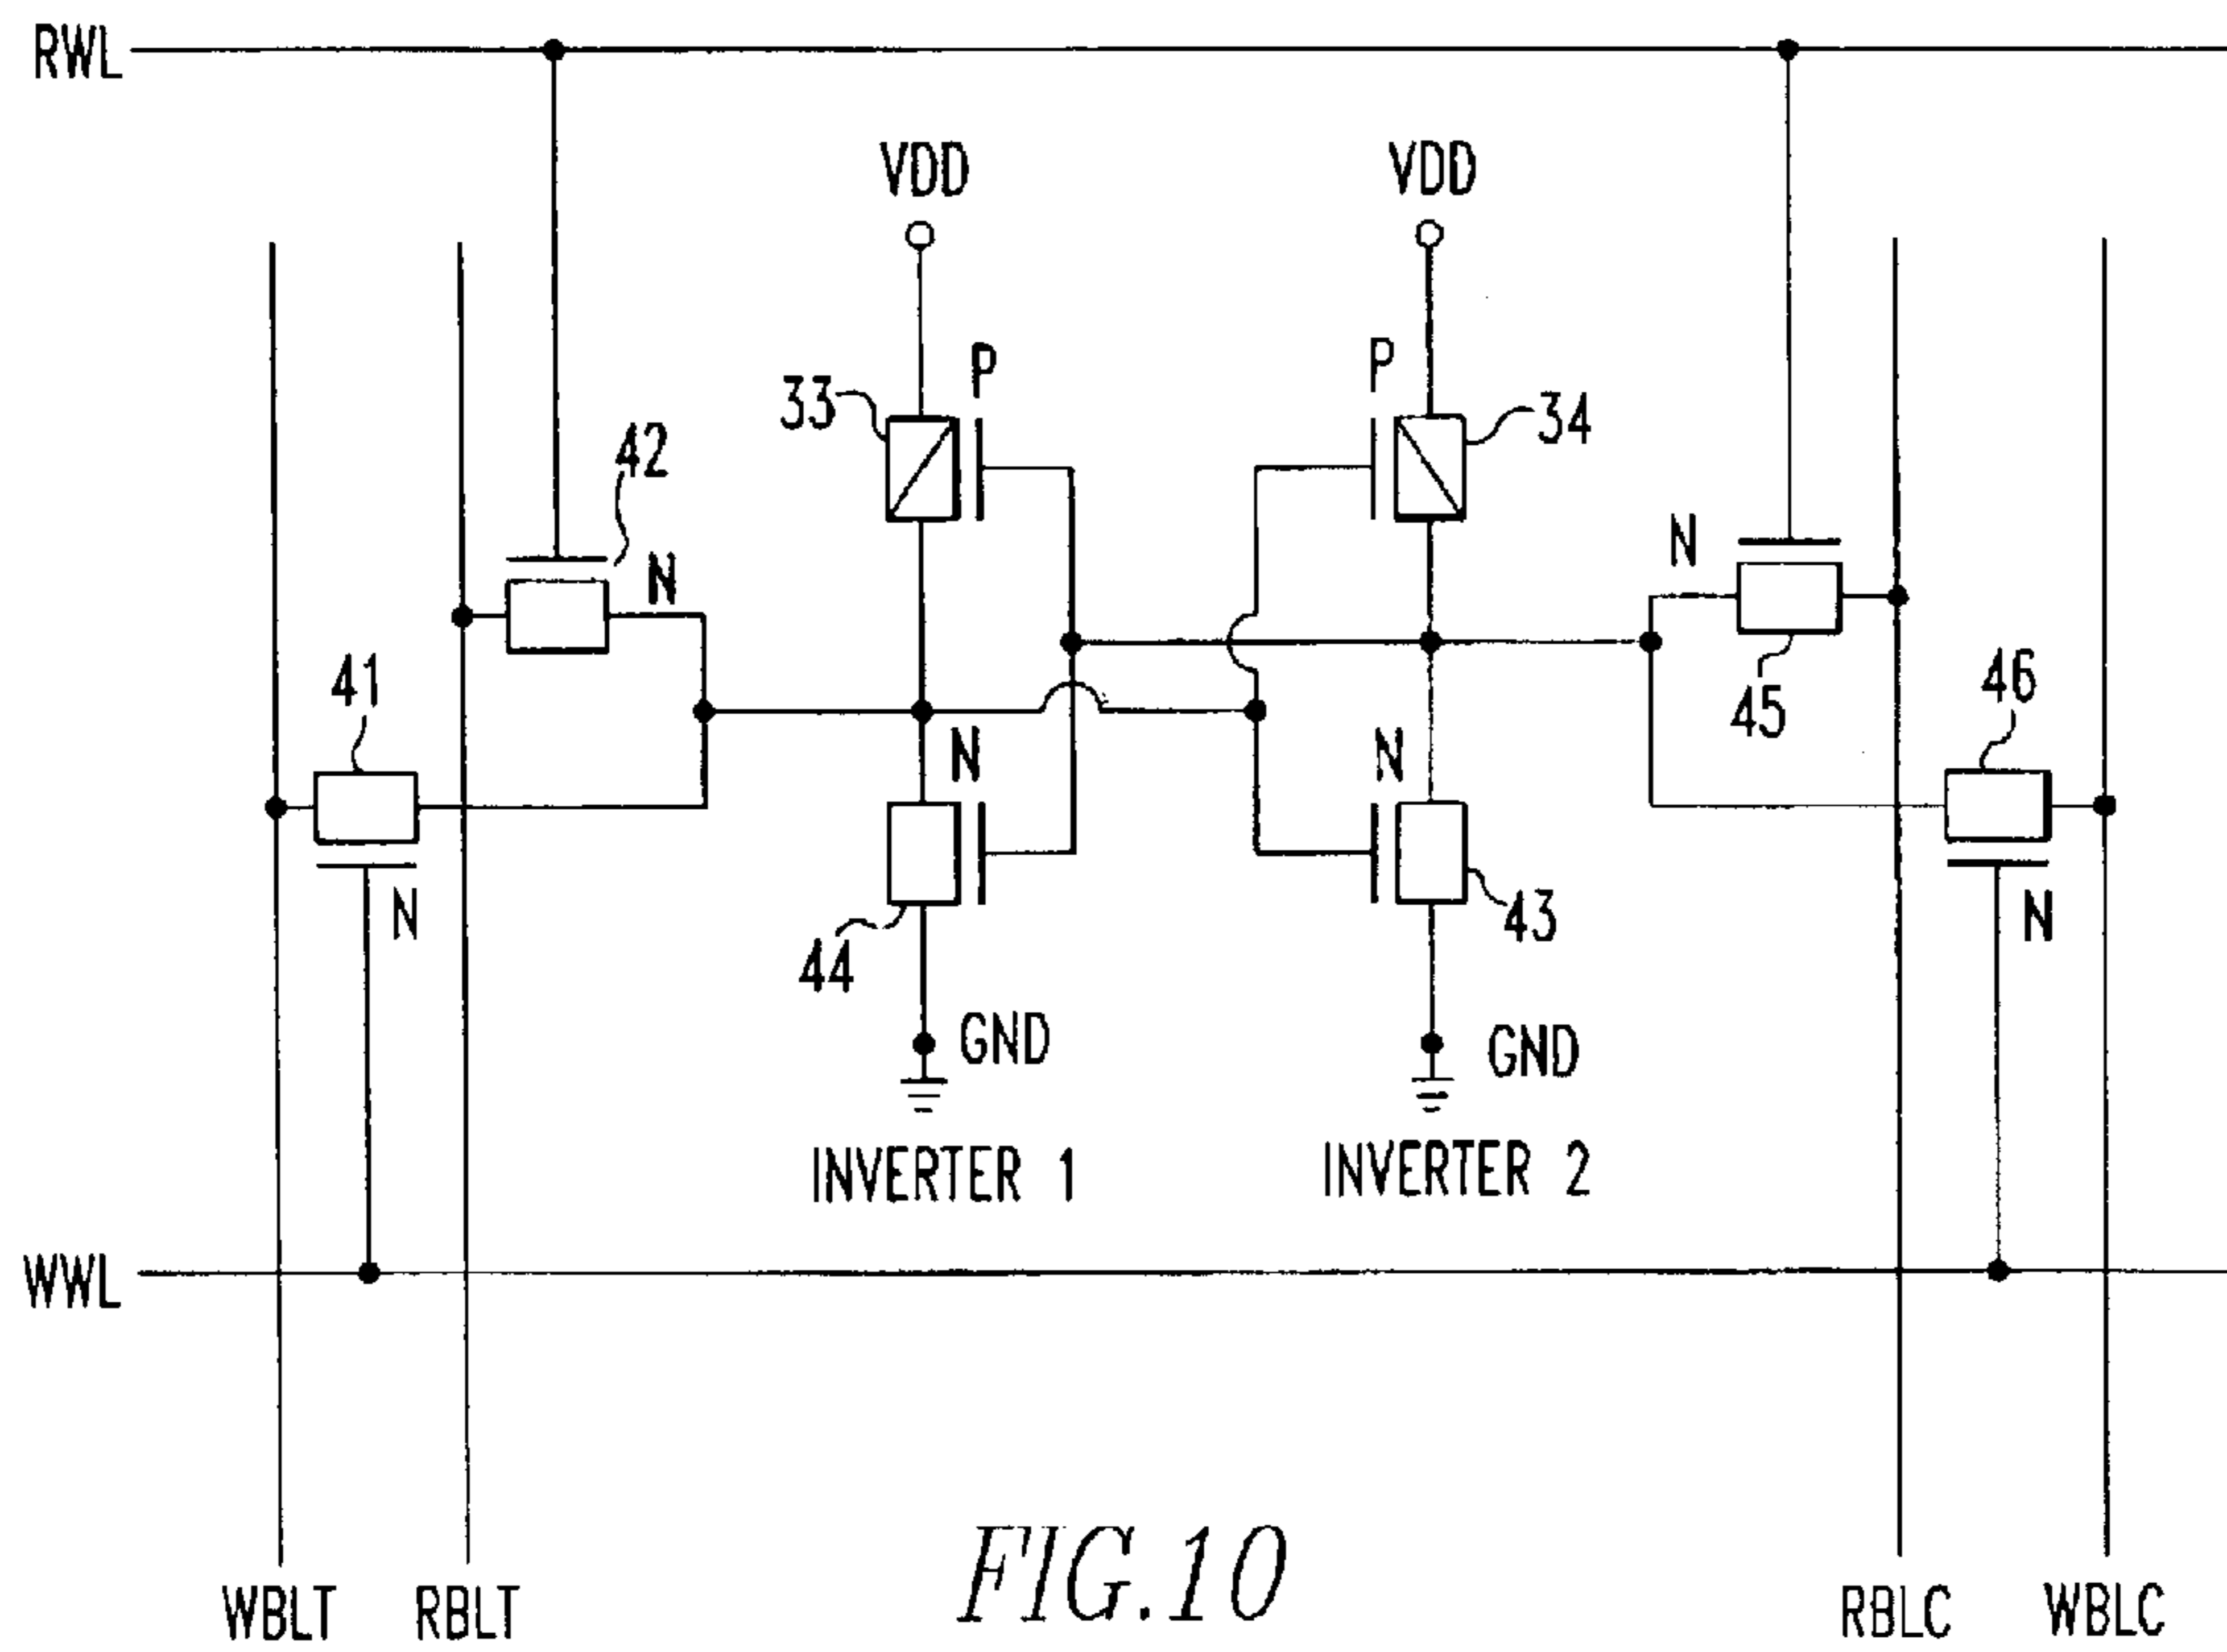 RWL
VDD VDD
P P
33 34
42
N N
41 46
45
N N
N N
44 43
GND GND
INVERTER 1 INVERTER 2
WWL
FIG.10
WBLT RBLT RBLC WBLC